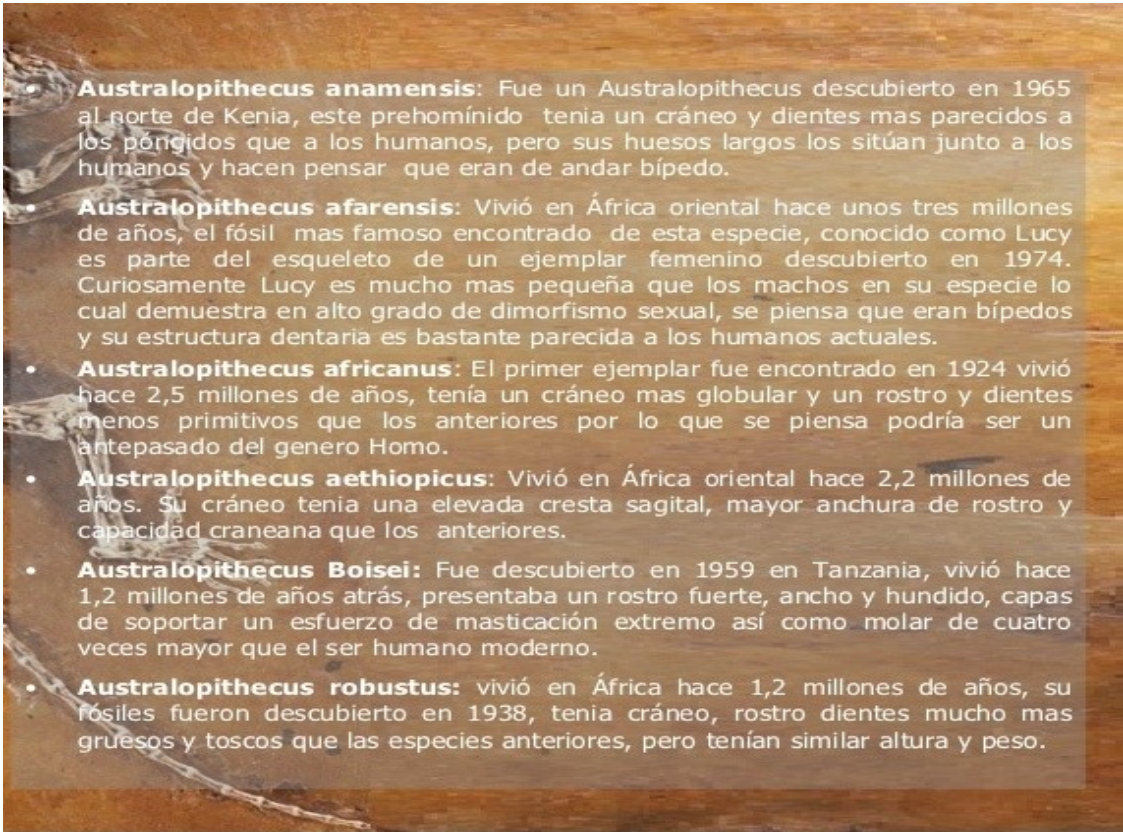 • Australopithecus anamensis: Fue un Australopithecus descubierto en 1965
al norte de Kenia, este prehomínido tenia un cráneo y dientes mas parecidos a
los póngidos que a los humanos, pero sus huesos largos los sitúan junto a los
humanos y hacen pensar que eran de andar bípedo.
• Australopithecus afarensis: Vivió en África oriental hace unos tres millones
de años, el fósil mas famoso encontrado de esta especie, conocido como Lucy
es parte del esqueleto de un ejemplar femenino descubierto en 1974.
Curiosamente Lucy es mucho mas pequeña que los machos en su especie lo
cual demuestra en alto grado de dimorfismo sexual, se piensa que eran bípedos
y su estructura dentaria es bastante parecida a los humanos actuales.
• Australopithecus africanus: El primer ejemplar fue encontrado en 1924 vivió
hace 2,5 millones de años, tenía un cráneo mas globular y un rostro y dientes
menos primitivos que los anteriores por lo que se piensa podría ser un
antepasado del genero Homo.
• Australopithecus aethiopicus: Vivió en África oriental hace 2,2 millones de
años. Su cráneo tenia una elevada cresta sagital, mayor anchura de rostro y
capacidad craneana que los anteriores.
• Australopithecus Boisei: Fue descubierto en 1959 en Tanzania, vivió hace
1,2 millones de años atrás, presentaba un rostro fuerte, ancho y hundido, capas
de soportar un esfuerzo de masticación extremo así como molar de cuatro
veces mayor que el ser humano moderno.
• Australopithecus robustus: vivió en África hace 1,2 millones de años, su
fósiles fueron descubierto en 1938, tenia cráneo, rostro dientes mucho mas
gruesos y toscos que las especies anteriores, pero tenían similar altura y peso.